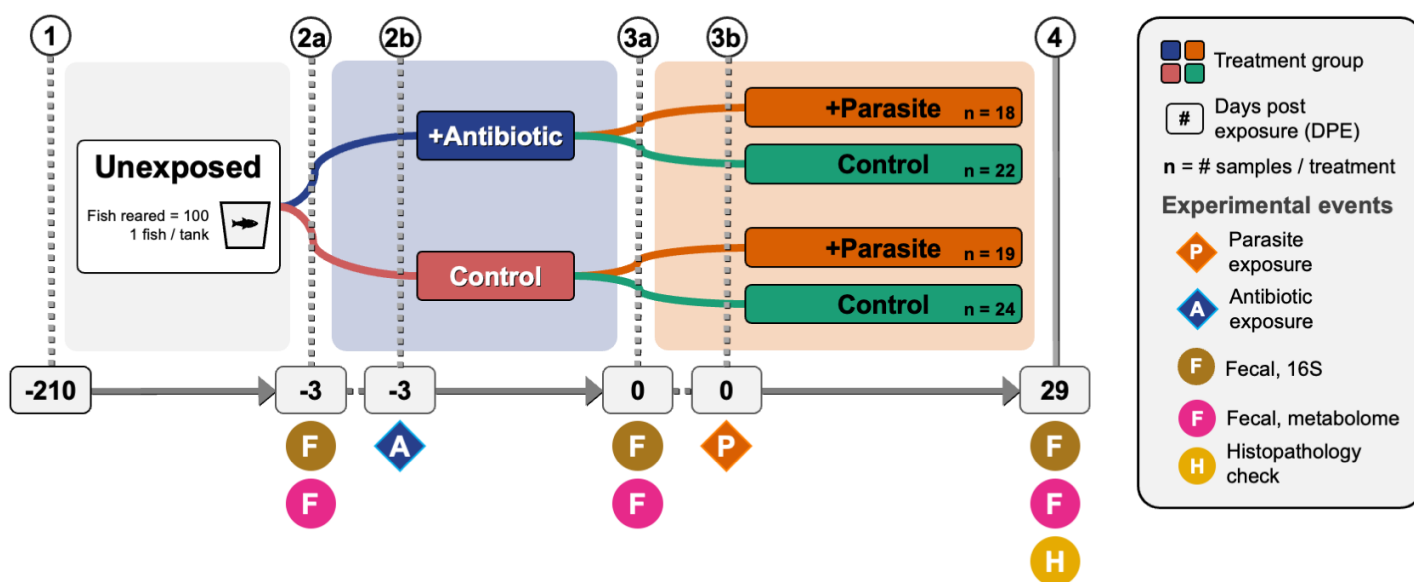 1
2a
2b
3a
3b
4
Unexposed
Fish reared = 100
1 fish / tank
+Antibiotic
Control
+Parasite n = 18
Control n = 22
+Parasite n = 19
Control n = 24
-210
-3
-3
0
0
29
F
A
F
P
F
F
F
F
H
Treatment group
#
Days post
exposure (DPE)
n = # samples / treatment
Experimental events
P
Parasite
exposure
A
Antibiotic
exposure
F
Fecal, 16S
F
Fecal, metabolome
H
Histopathology
check